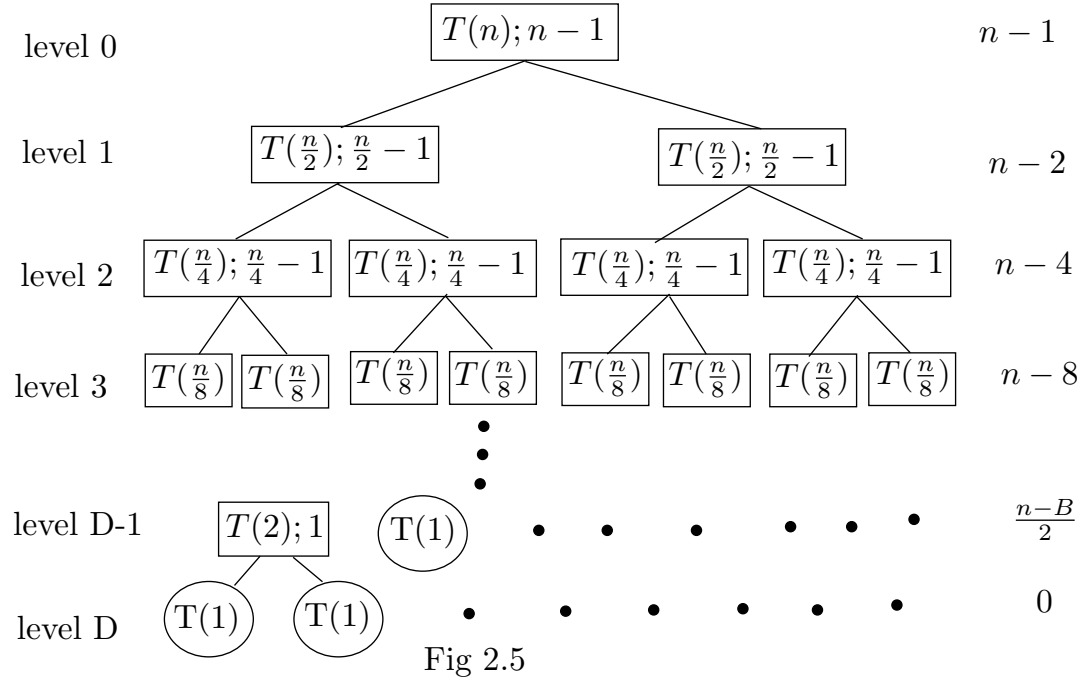 level 0 T(n); n − 1 n − 1
level 1 T(n/2); n/2 − 1 T(n/2); n/2 − 1 n − 2
level 2 T(n/4); n/4 − 1 T(n/4); n/4 − 1 T(n/4); n/4 − 1 T(n/4); n/4 − 1 n − 4
level 3 T(n/8) T(n/8) T(n/8) T(n/8) T(n/8) T(n/8) T(n/8) T(n/8) n − 8
level D-1 T(2); 1 T(1) (n−B)/2
level D T(1) T(1) 0
Fig 2.5